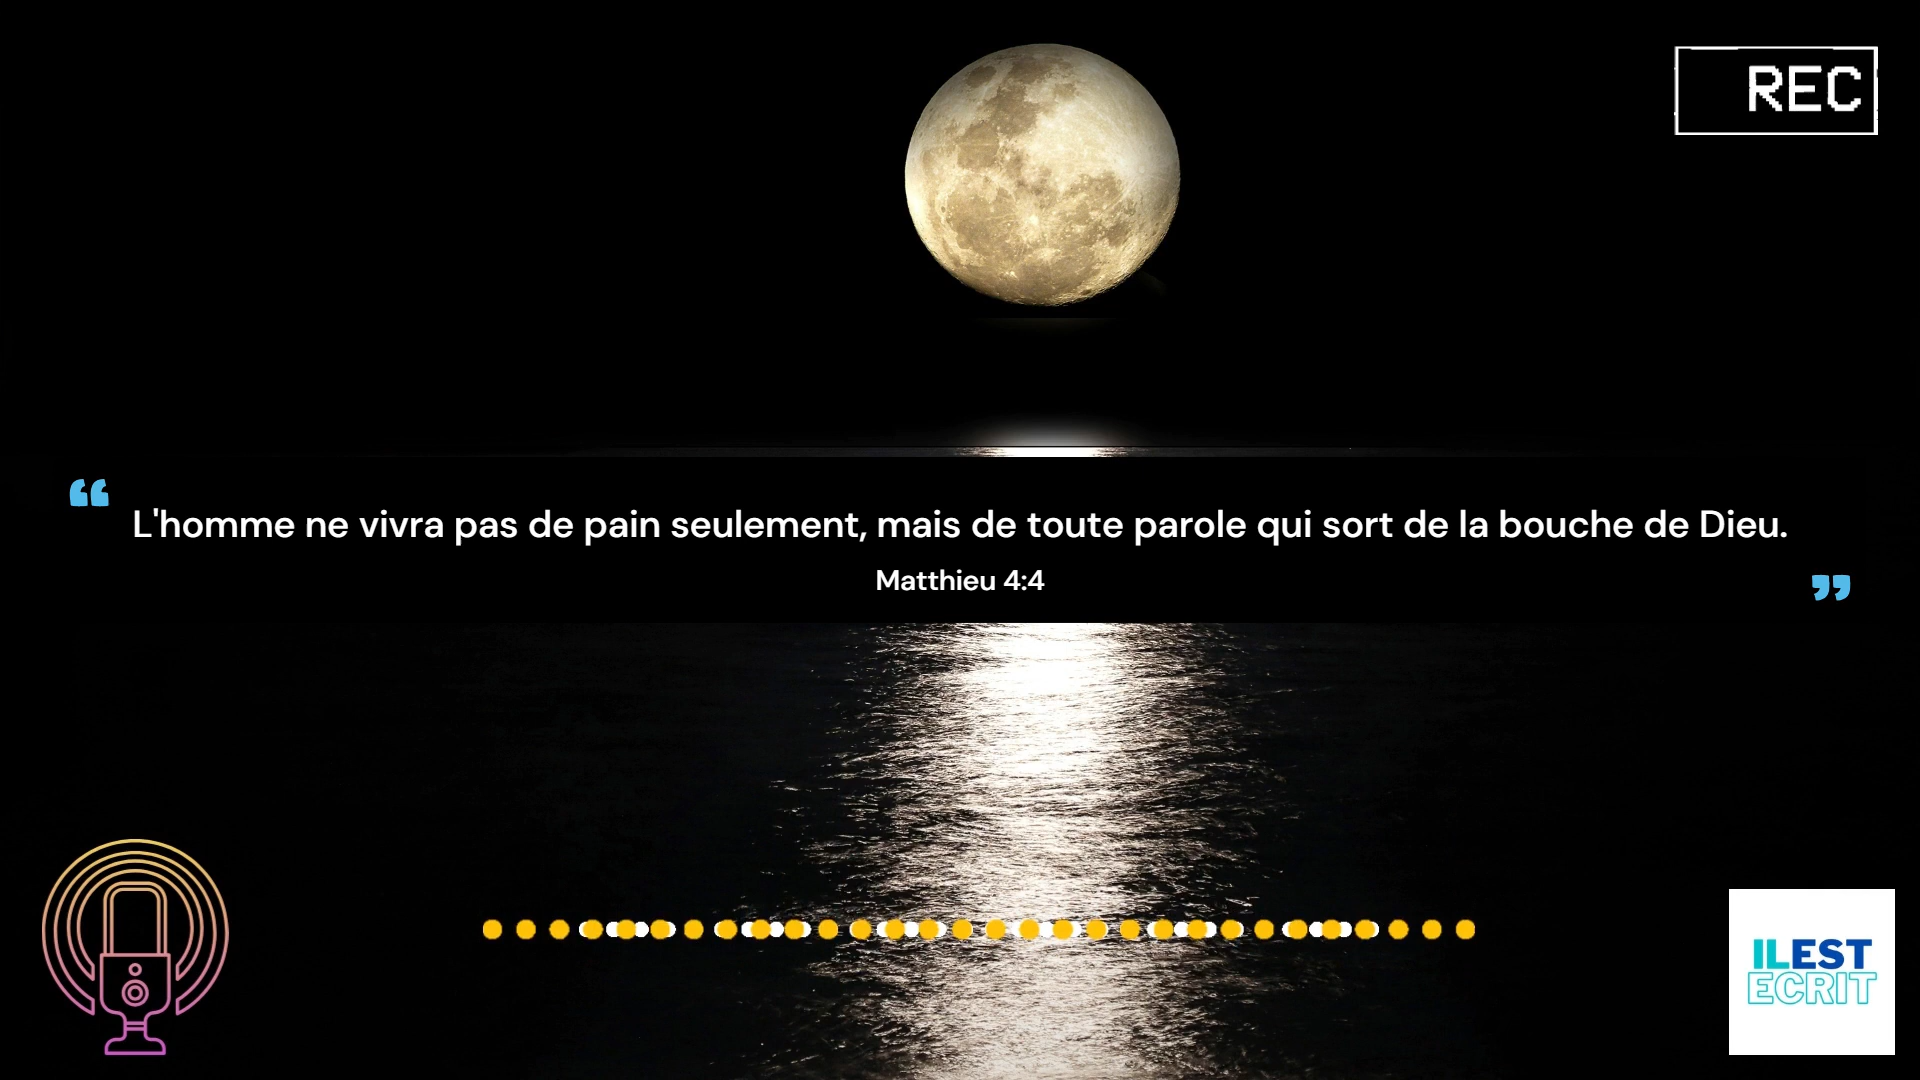 REC
“
L'homme ne vivra pas de pain seulement, mais de toute parole qui sort de la bouche de Dieu.
Matthieu 4:4
”
ILEST
ECRIT